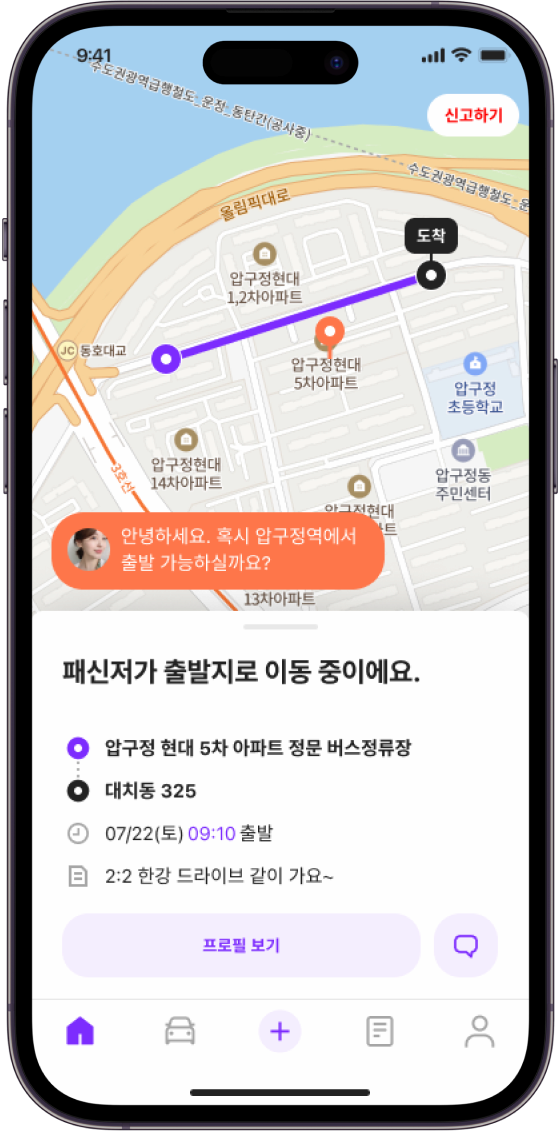 9:41
수도권광역급행철도_운정_동탄간(공사중)
신고하기
수도권광역급행철도_운
올림픽대로
도착
압구정현대
1,2차아파트
JC 동호대교
압구정현대
5차아파트
압구정
초등학교
압구정현대
14차아파트
3호선
압구정동
주민센터
압구정현대
트
안녕하세요. 혹시 압구정역에서
출발 가능하실까요?
13차아파트
패신저가 출발지로 이동 중이에요.
압구정 현대 5차 아파트 정문 버스정류장
대치동 325
07/22(토) 09:10 출발
2:2 한강 드라이브 같이 가요~
프로필 보기